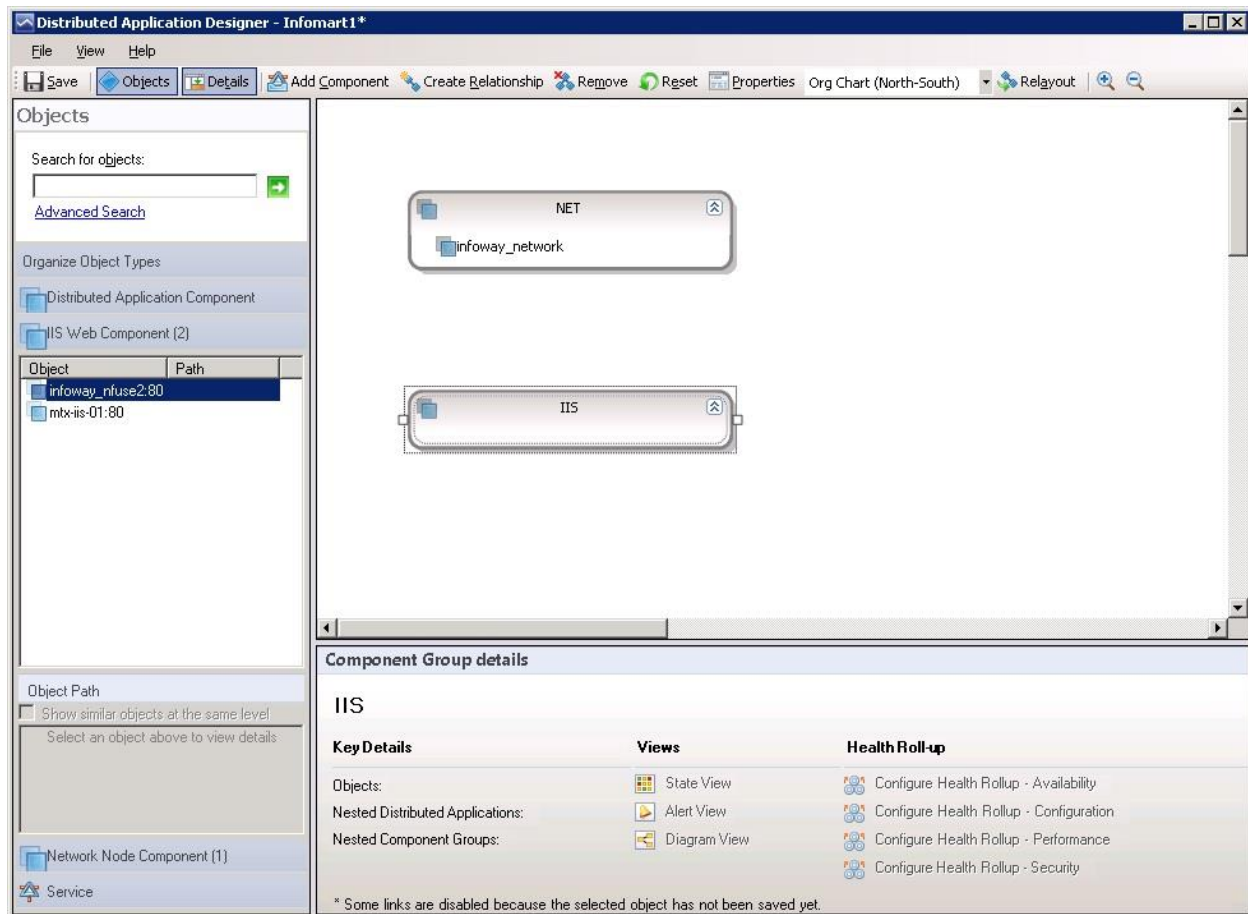 Distributed Application Designer - Infomart1*
File View Help
Save Objects Details Add Component Create Relationship Remove Reset Properties Org Chart (North-South) Relayout
Objects
Search for objects:
Advanced Search
Organize Object Types
Distributed Application Component
IIS Web Component (2)
Object Path
infoway_nfuse2:80
mtx-iis-01:80
Object Path
Show similar objects at the same level
Select an object above to view details
Network Node Component (1)
Service
NET
infoway_network
IIS
Component Group details
IIS
Key Details Views Health Roll-up
Objects: State View Configure Health Rollup - Availability
Nested Distributed Applications: Alert View Configure Health Rollup - Configuration
Nested Component Groups: Diagram View Configure Health Rollup - Performance
Configure Health Rollup - Security
* Some links are disabled because the selected object has not been saved yet.